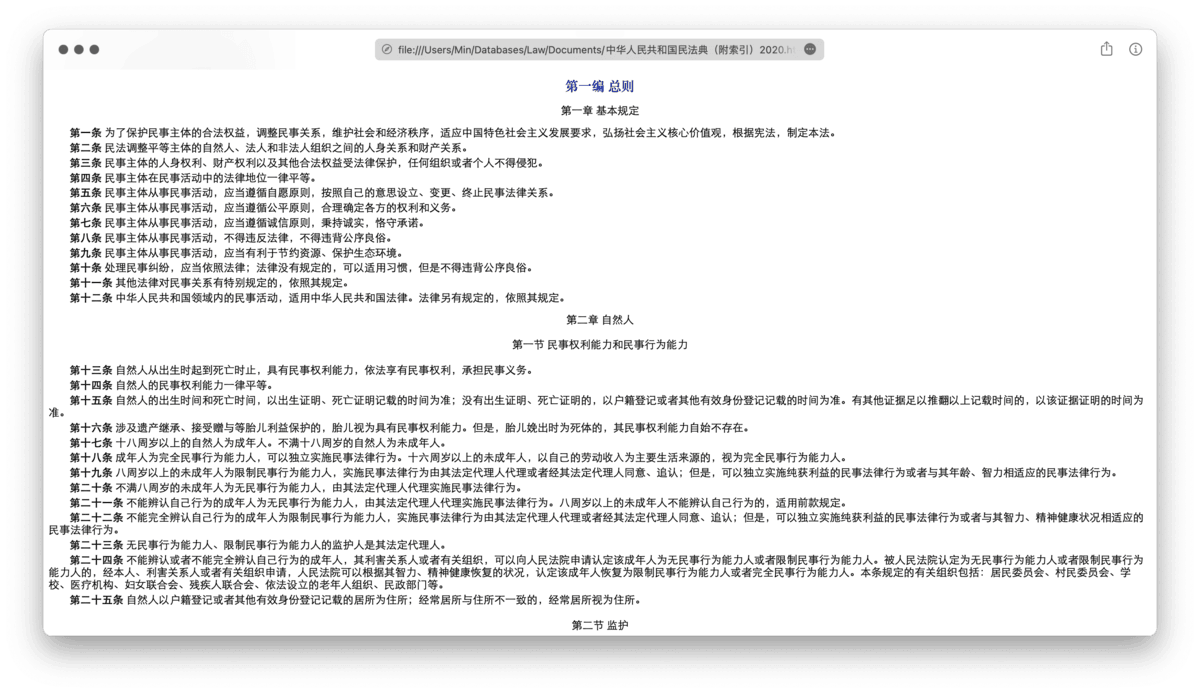 file:///Users/Min/Databases/Law/Documents/中华人民共和国民法典（附索引）2020.h
第一编 总则
第一章 基本规定
第一条 为了保护民事主体的合法权益，调整民事关系，维护社会和经济秩序，适应中国特色社会主义发展要求，弘扬社会主义核心价值观，根据宪法，制定本法。
第二条 民法调整平等主体的自然人、法人和非法人组织之间的人身关系和财产关系。
第三条 民事主体的人身权利、财产权利以及其他合法权益受法律保护，任何组织或者个人不得侵犯。
第四条 民事主体在民事活动中的法律地位一律平等。
第五条 民事主体从事民事活动，应当遵循自愿原则，按照自己的意思设立、变更、终止民事法律关系。
第六条 民事主体从事民事活动，应当遵循公平原则，合理确定各方的权利和义务。
第七条 民事主体从事民事活动，应当遵循诚信原则，秉持诚实，恪守承诺。
第八条 民事主体从事民事活动，不得违反法律，不得违背公序良俗。
第九条 民事主体从事民事活动，应当有利于节约资源、保护生态环境。
第十条 处理民事纠纷，应当依照法律；法律没有规定的，可以适用习惯，但是不得违背公序良俗。
第十一条 其他法律对民事关系有特别规定的，依照其规定。
第十二条 中华人民共和国领域内的民事活动，适用中华人民共和国法律。法律另有规定的，依照其规定。
第二章 自然人
第一节 民事权利能力和民事行为能力
第十三条 自然人从出生时起到死亡时止，具有民事权利能力，依法享有民事权利，承担民事义务。
第十四条 自然人的民事权利能力一律平等。
第十五条 自然人的出生时间和死亡时间，以出生证明、死亡证明记载的时间为准；没有出生证明、死亡证明的，以户籍登记或者其他有效身份登记记载的时间为准。有其他证据足以推翻以上记载时间的，以该证据证明的时间为
准。
第十六条 涉及遗产继承、接受赠与等胎儿利益保护的，胎儿视为具有民事权利能力。但是，胎儿娩出时为死体的，其民事权利能力自始不存在。
第十七条 十八周岁以上的自然人为成年人。不满十八周岁的自然人为未成年人。
第十八条 成年人为完全民事行为能力人，可以独立实施民事法律行为。十六周岁以上的未成年人，以自己的劳动收入为主要生活来源的，视为完全民事行为能力人。
第十九条 八周岁以上的未成年人为限制民事行为能力人，实施民事法律行为由其法定代理人代理或者经其法定代理人同意、追认；但是，可以独立实施纯获利益的民事法律行为或者与其年龄、智力相适应的民事法律行为。
第二十条 不满八周岁的未成年人为无民事行为能力人，由其法定代理人代理实施民事法律行为。
第二十一条 不能辨认自己行为的成年人为无民事行为能力人，由其法定代理人代理实施民事法律行为。八周岁以上的未成年人不能辨认自己行为的，适用前款规定。
第二十二条 不能完全辨认自己行为的成年人为限制民事行为能力人，实施民事法律行为由其法定代理人代理或者经其法定代理人同意、追认；但是，可以独立实施纯获利益的民事法律行为或者与其智力、精神健康状况相适应的
民事法律行为。
第二十三条 无民事行为能力人、限制民事行为能力人的监护人是其法定代理人。
第二十四条 不能辨认或者不能完全辨认自己行为的成年人，其利害关系人或者有关组织，可以向人民法院申请认定该成年人为无民事行为能力人或者限制民事行为能力人。被人民法院认定为无民事行为能力人或者限制民事行为
能力人的，经本人、利害关系人或者有关组织申请，人民法院可以根据其智力、精神健康恢复的状况，认定该成年人恢复为限制民事行为能力人或者完全民事行为能力人。本条规定的有关组织包括：居民委员会、村民委员会、学
校、医疗机构、妇女联合会、残疾人联合会、依法设立的老年人组织、民政部门等。
第二十五条 自然人以户籍登记或者其他有效身份登记记载的居所为住所；经常居所与住所不一致的，经常居所视为住所。
第二节 监护